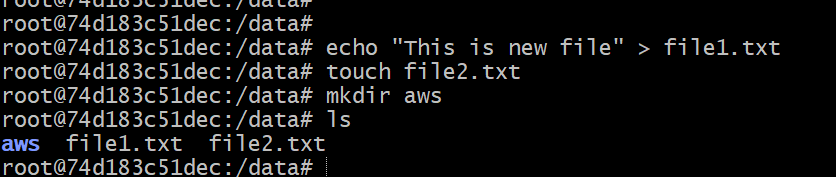 root@74d183c51dec:/data#
root@74d183c51dec:/data#
root@74d183c51dec:/data# echo "This is new file" > file1.txt
root@74d183c51dec:/data# touch file2.txt
root@74d183c51dec:/data# mkdir aws
root@74d183c51dec:/data# ls
aws  file1.txt  file2.txt
root@74d183c51dec:/data#